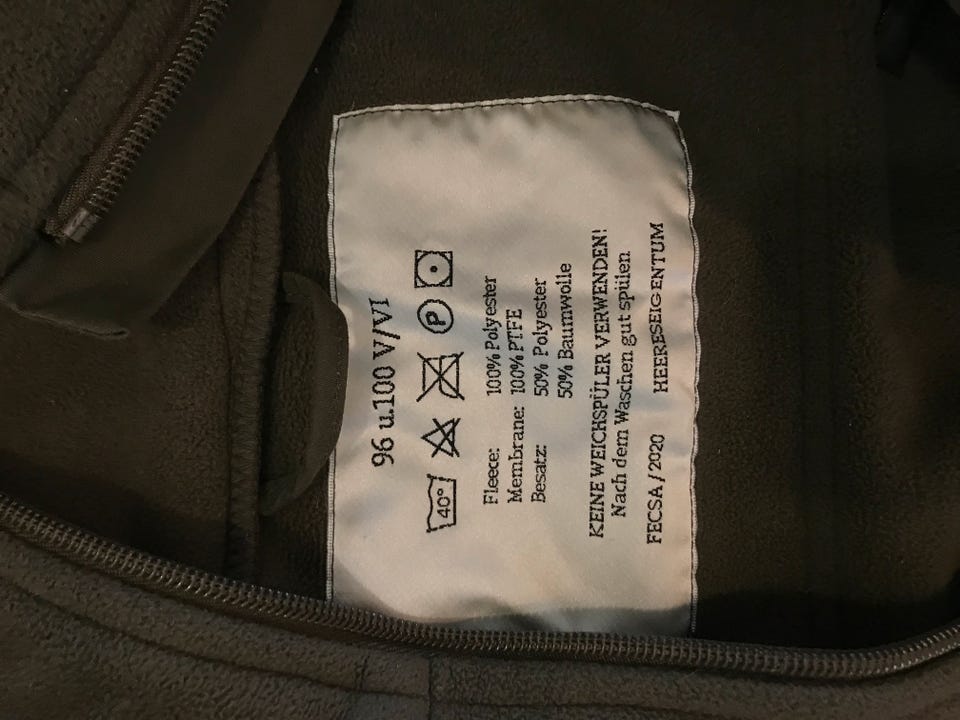 96 u.100 V/VI
40° P
Fleece: 100% Polyester
Membrane: 100% PTFE
Besatz: 50% Polyester
50% Baumwolle
KEINE WEICHSPÜLER VERWENDEN!
Nach dem Waschen gut spülen
FECSA / 2020 HEERESEIGENTUM